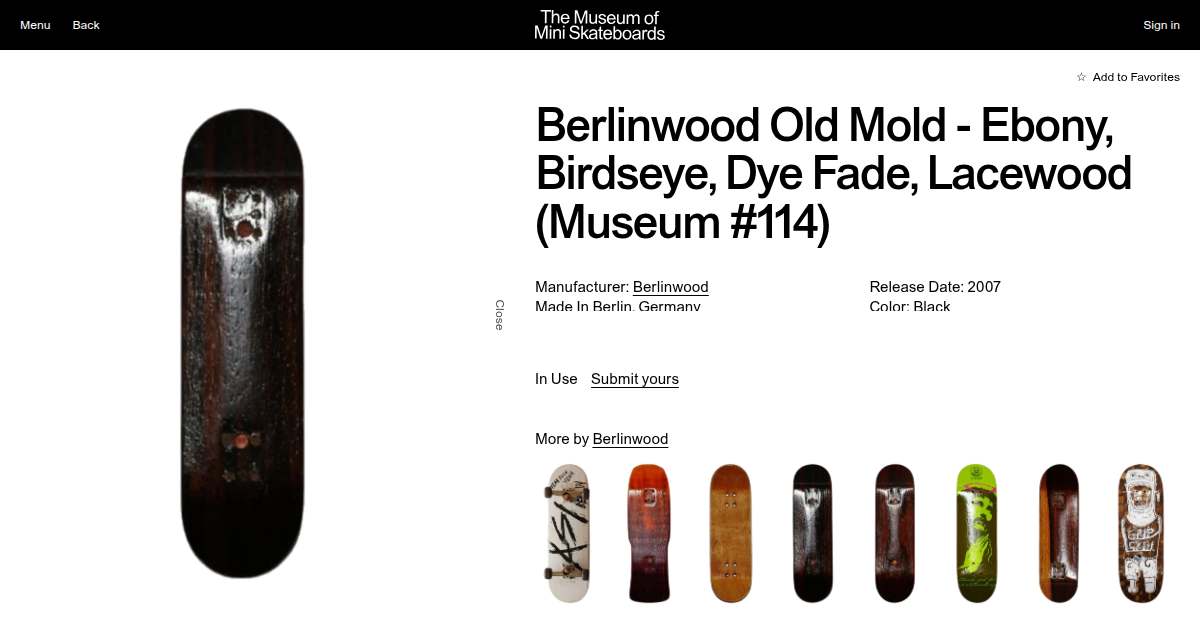 Menu
Back
The Museum of
Mini Skateboards
Sign in
☆ Add to Favorites
Berlinwood Old Mold - Ebony,
Birdseye, Dye Fade, Lacewood
(Museum #114)
Manufacturer: Berlinwood
Release Date: 2007
Made In Berlin, Germany
Color: Black
Close
In Use
Submit yours
More by Berlinwood